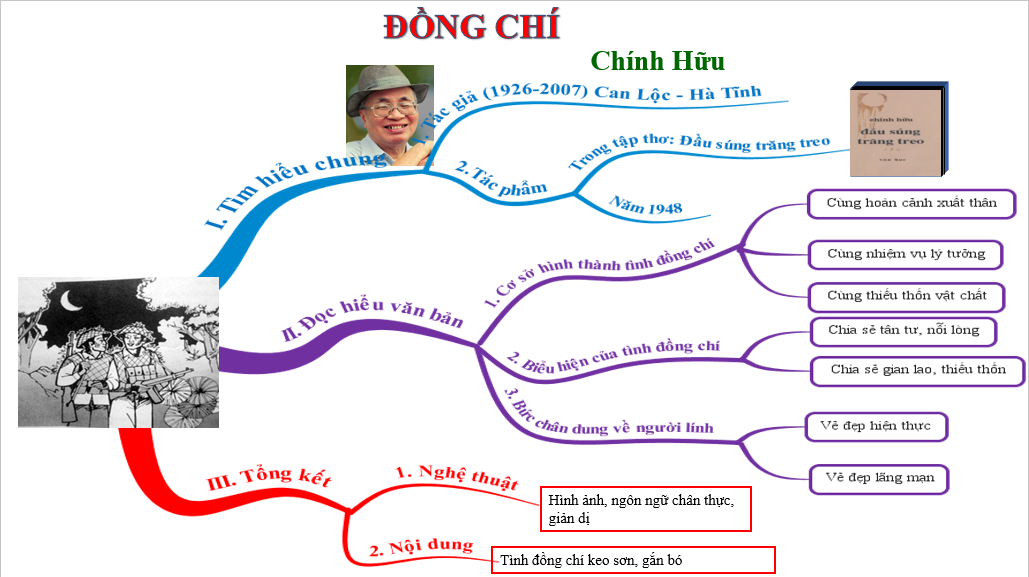 ĐỒNG CHÍ
Chính Hữu
I. Tìm hiểu chung
1. Tác giả (1926-2007) Can Lộc - Hà Tĩnh
2. Tác phẩm
Trong tập thơ: Đầu súng trăng treo
chính hữu
đầu súng
trăng treo
Năm 1948
II. Đọc hiểu văn bản
1. Cơ sở hình thành tình đồng chí
Cùng hoàn cảnh xuất thân
Cùng nhiệm vụ lý tưởng
Cùng thiếu thốn vật chất
2. Biểu hiện của tình đồng chí
Chia sẽ tân tư, nỗi lòng
Chia sẽ gian lao, thiếu thốn
3. Bức chân dung về người lính
Vẻ đẹp hiện thực
Vẻ đẹp lãng mạn
III. Tổng kết
1. Nghệ thuật
Hình ảnh, ngôn ngữ chân thực,
giản dị
2. Nội dung
Tình đồng chí keo sơn, gắn bó